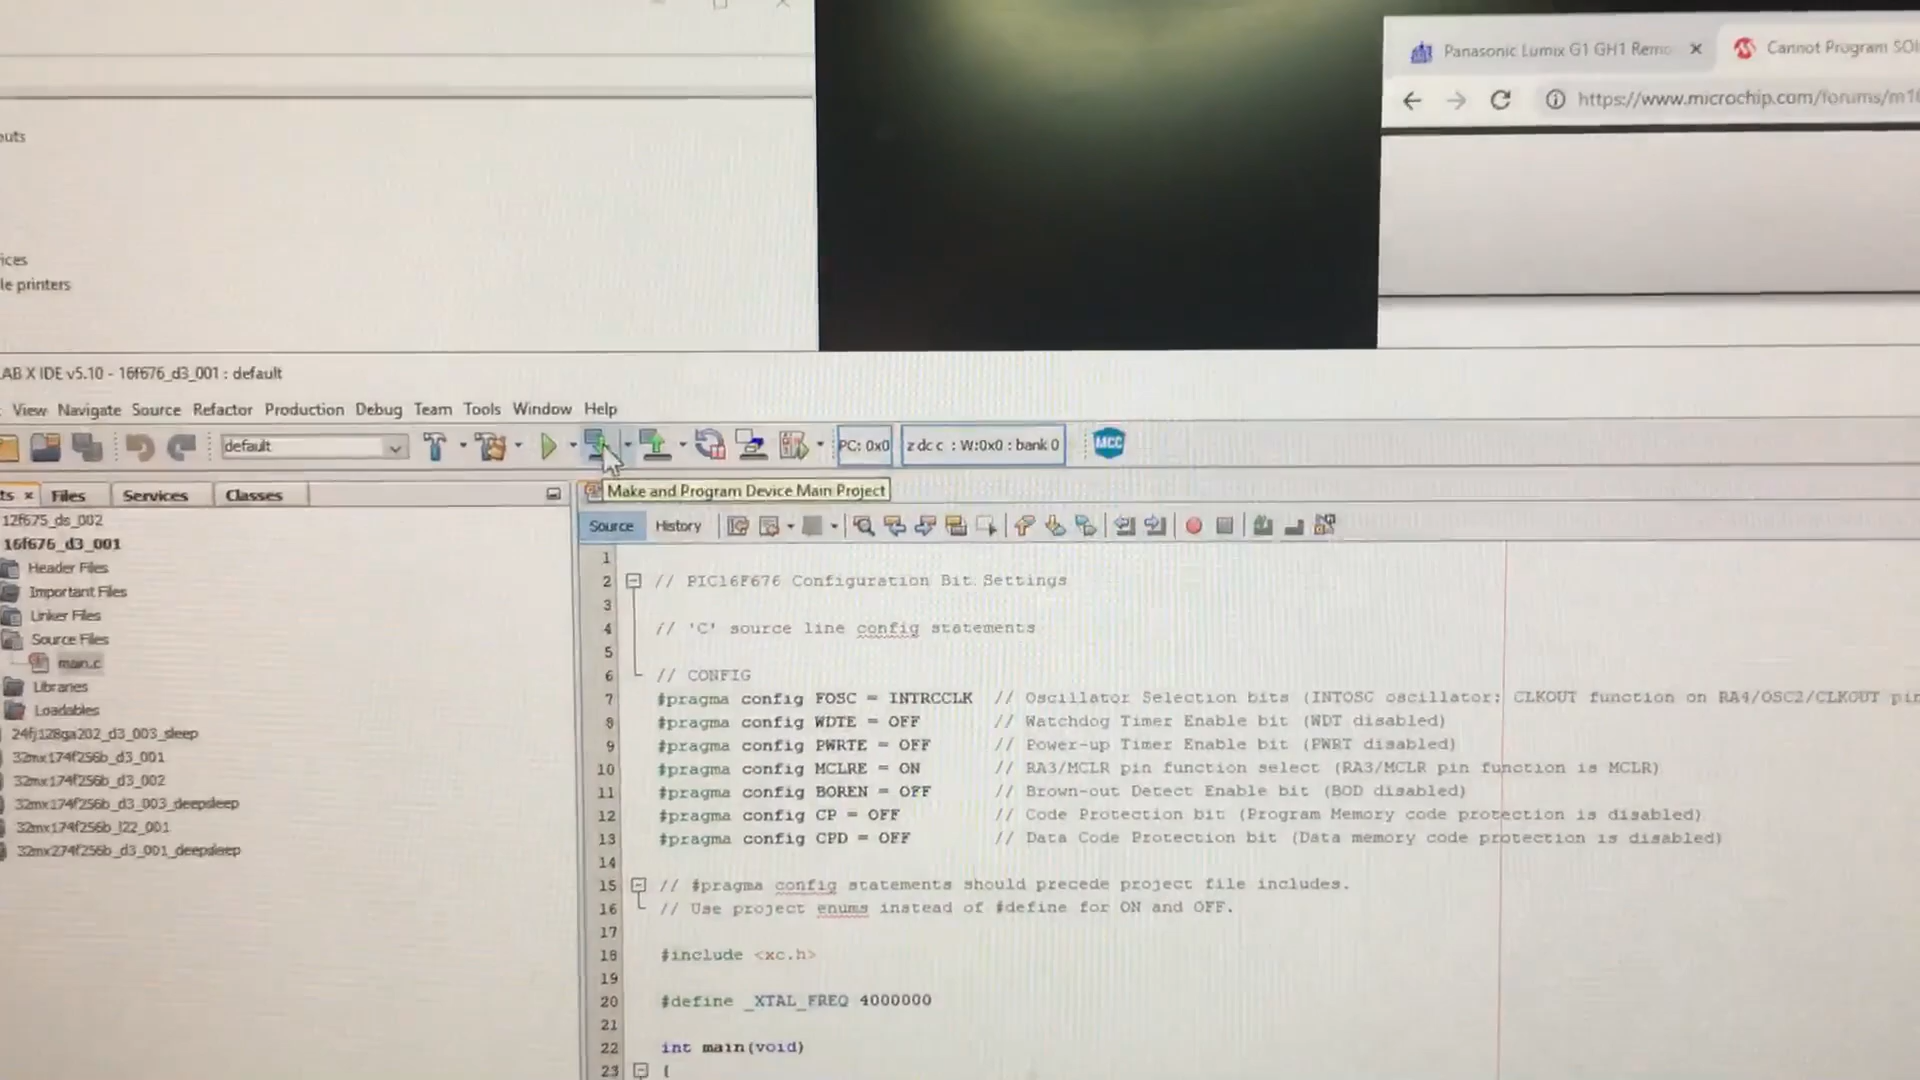 Panasonic Lumix G1 GH1 Remo
Cannot Program SOI
https://www.microchip.com/forums/m1
outs
ices
le printers
AB X IDE v5.10 - 16f676_d3_001 : default
View Navigate Source Refactor Production Debug Team Tools Window Help
default
PC: 0x0
z dc c : W:0x0 : bank 0
MCC
ts Files Services Classes
Make and Program Device Main Project
Source History
12f675_ds_002
16f676_d3_001
Header Files
Important Files
Linker Files
Source Files
main.c
Libraries
Loadables
24fj128ga202_d3_003_sleep
32mx174f256b_d3_001
32mx174f256b_d3_002
32mx174f256b_d3_003_deepsleep
32mx174f256b_l22_001
32mx274f256b_d3_001_deepsleep
1
2 // PIC16F676 Configuration Bit Settings
3
4 // 'C' source line config statements
5
6 // CONFIG
7 #pragma config FOSC = INTRCCLK // Oscillator Selection bits (INTOSC oscillator: CLKOUT function on RA4/OSC2/CLKOUT pin
8 #pragma config WDTE = OFF // Watchdog Timer Enable bit (WDT disabled)
9 #pragma config PWRTE = OFF // Power-up Timer Enable bit (PWRT disabled)
10 #pragma config MCLRE = ON // RA3/MCLR pin function select (RA3/MCLR pin function is MCLR)
11 #pragma config BOREN = OFF // Brown-out Detect Enable bit (BOD disabled)
12 #pragma config CP = OFF // Code Protection bit (Program Memory code protection is disabled)
13 #pragma config CPD = OFF // Data Code Protection bit (Data memory code protection is disabled)
14
15 // #pragma config statements should precede project file includes.
16 // Use project enums instead of #define for ON and OFF.
17
18 #include <xc.h>
19
20 #define _XTAL_FREQ 4000000
21
22 int main(void)
23 {